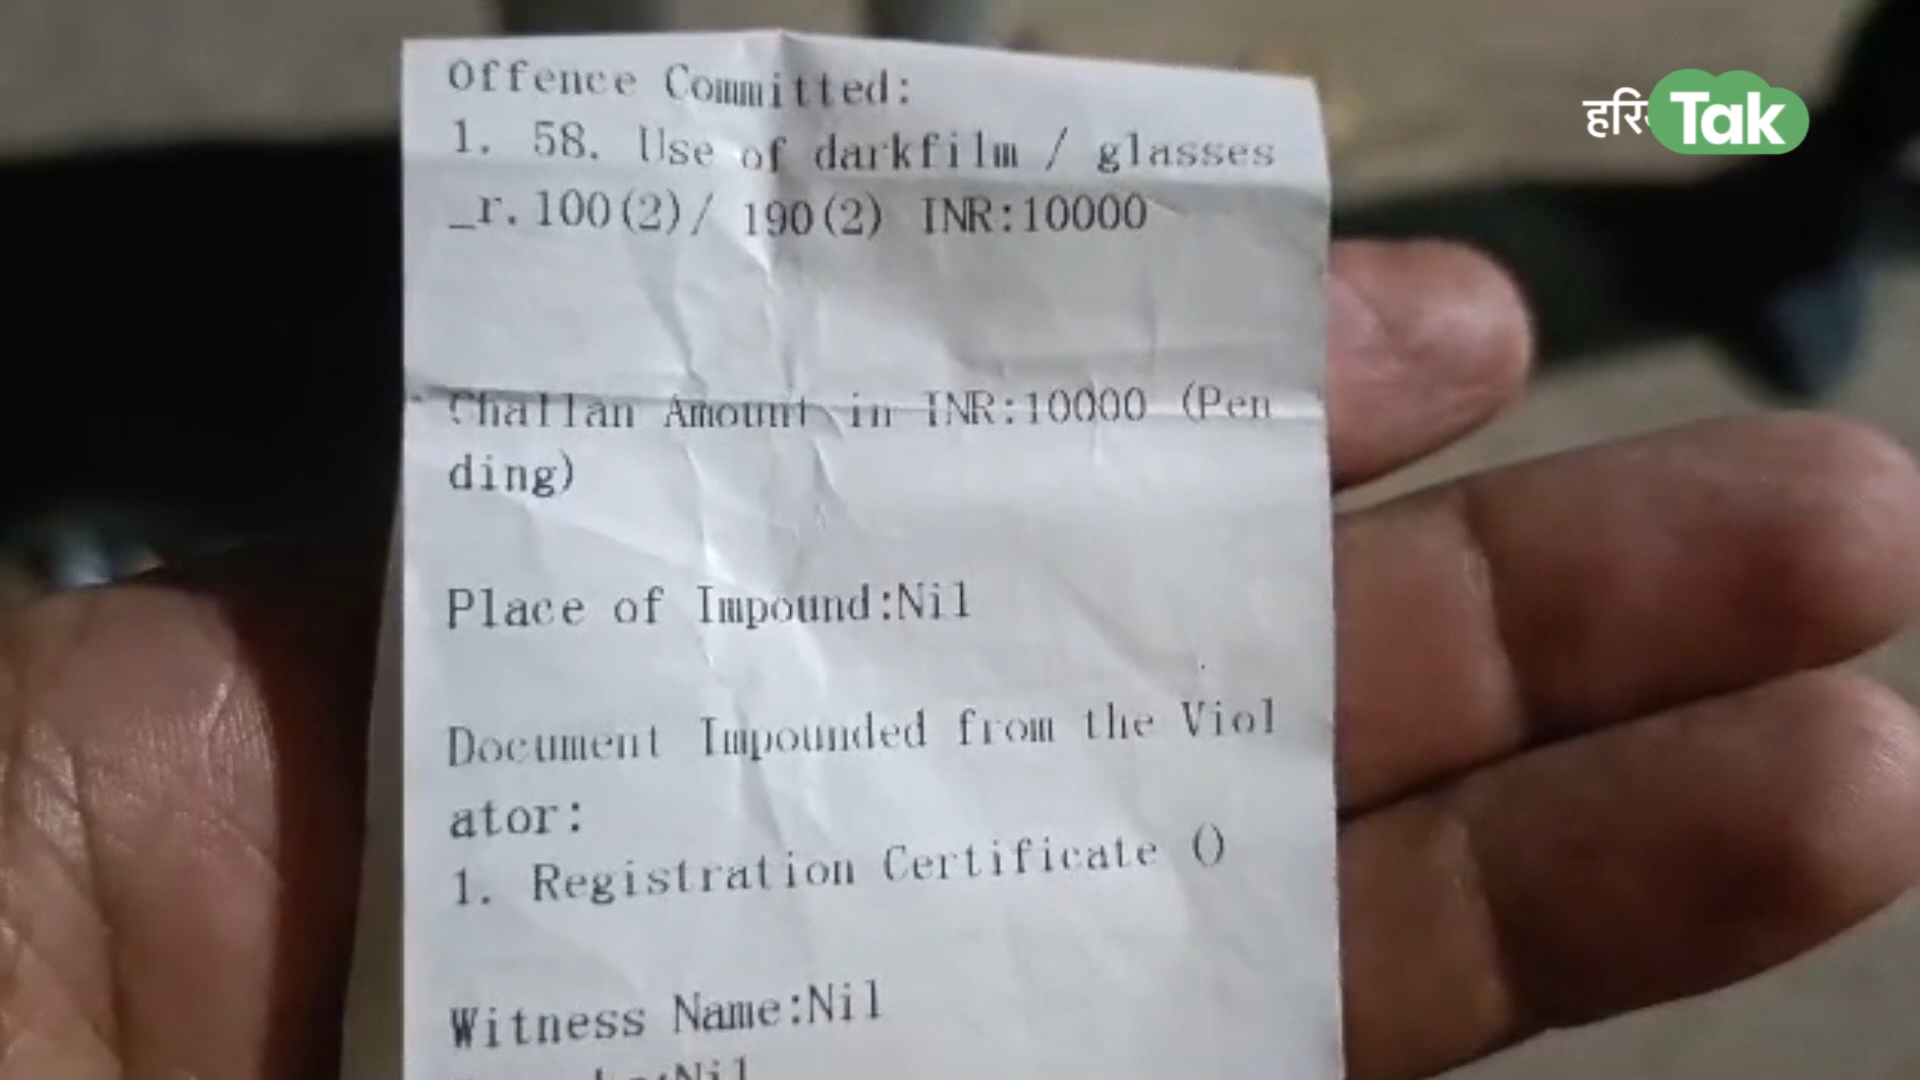 Offence Committed:
1. 58. Use of darkfilm / glasses
_r.100(2)/ 190(2) INR:10000
Challan Amount in INR:10000 (Pen
ding)
Place of Impound:Nil
Document Impounded from the Viol
ator:
1. Registration Certificate ()
Witness Name:Nil
Tak